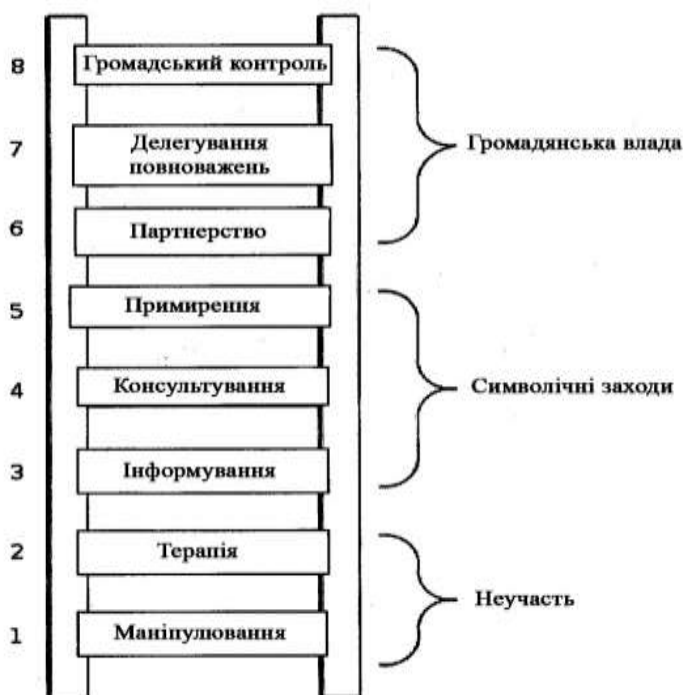 8 Громадський контроль
7 Делегування
повноважень
Громадянська влада
6 Партнерство
5 Примирення
4 Консультування
Символічні заходи
3 Інформування
2 Терапія
Неучасть
1 Маніпулювання